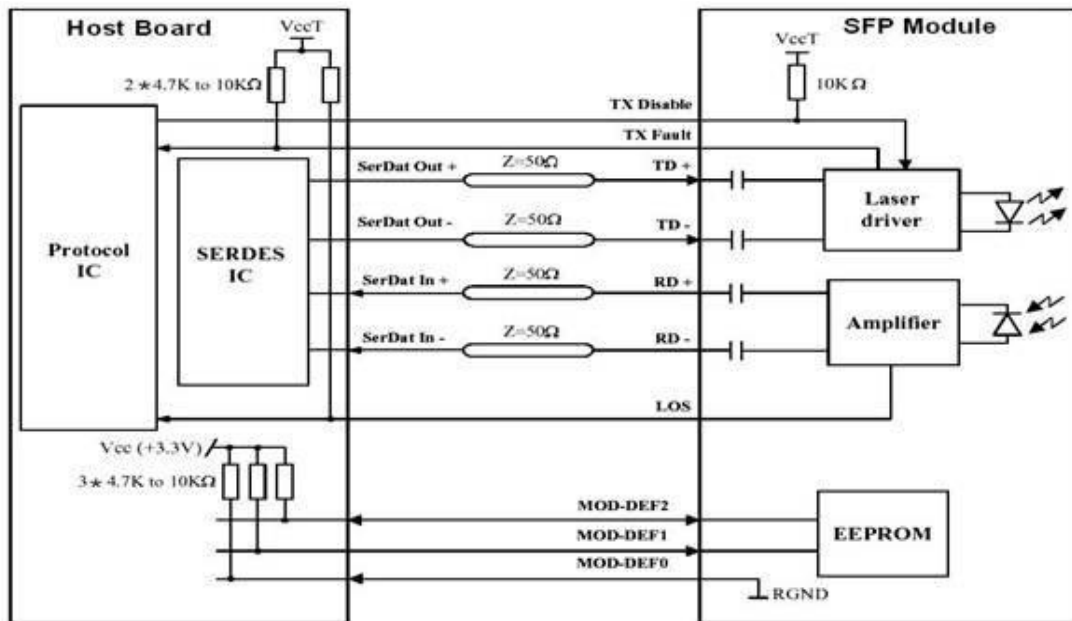 Host Board
SFP Module
VccT
VccT
2*4.7K to 10KΩ
10KΩ
TX Disable
TX Fault
SerDat Out +
Z=50Ω
TD +
SerDat Out -
Z=50Ω
TD -
Laser
driver
Protocol
IC
SERDES
IC
SerDat In +
Z=50Ω
RD +
SerDat In -
Z=50Ω
RD -
Amplifier
LOS
Vcc (+3.3V)
3*4.7K to 10KΩ
MOD-DEF2
MOD-DEF1
MOD-DEF0
EEPROM
RGND